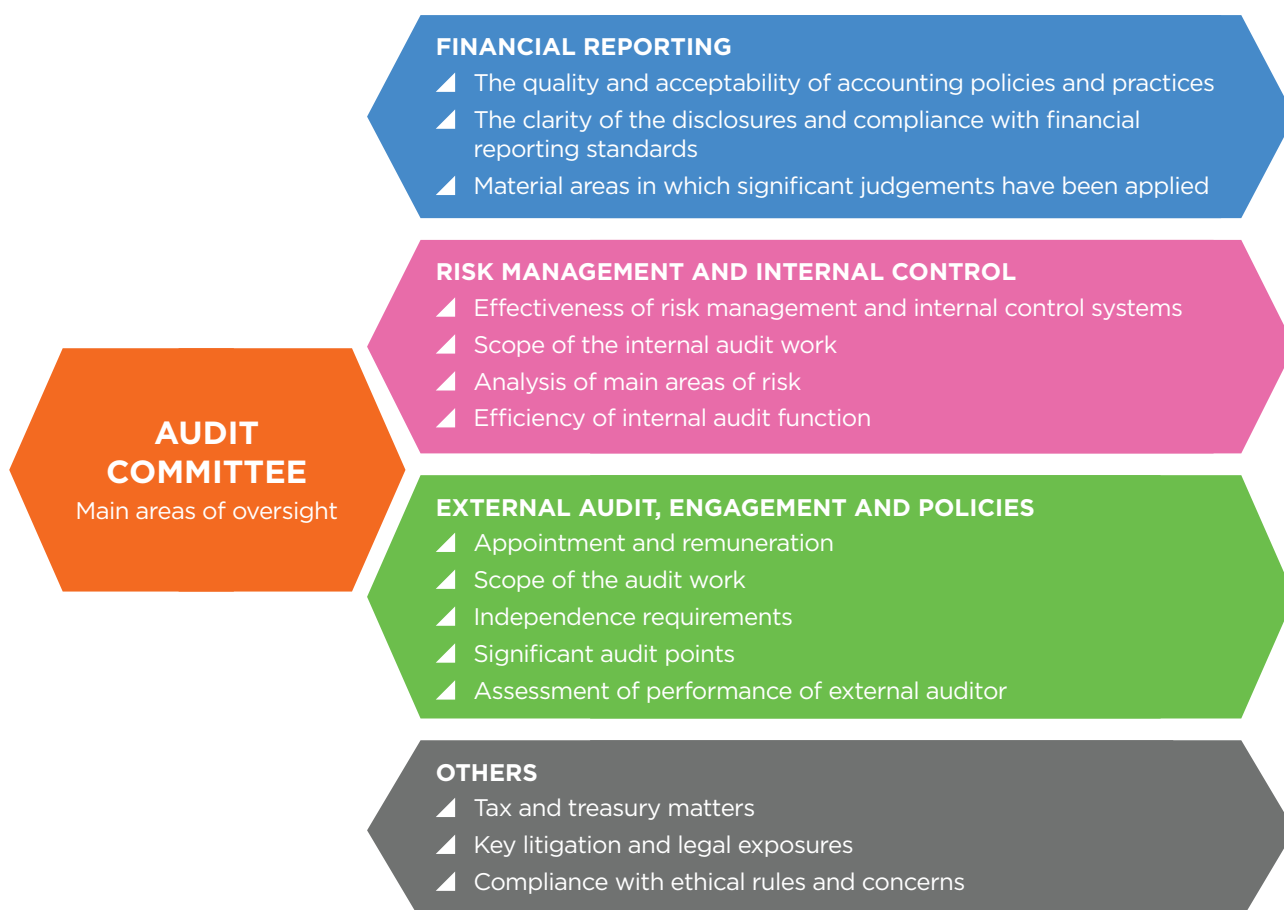 FINANCIAL REPORTING
The quality and acceptability of accounting policies and practices
The clarity of the disclosures and compliance with financial
reporting standards
Material areas in which significant judgements have been applied
RISK MANAGEMENT AND INTERNAL CONTROL
Effectiveness of risk management and internal control systems
Scope of the internal audit work
Analysis of main areas of risk
Efficiency of internal audit function
AUDIT
COMMITTEE
Main areas of oversight
EXTERNAL AUDIT, ENGAGEMENT AND POLICIES
Appointment and remuneration
Scope of the audit work
Independence requirements
Significant audit points
Assessment of performance of external auditor
OTHERS
Tax and treasury matters
Key litigation and legal exposures
Compliance with ethical rules and concerns